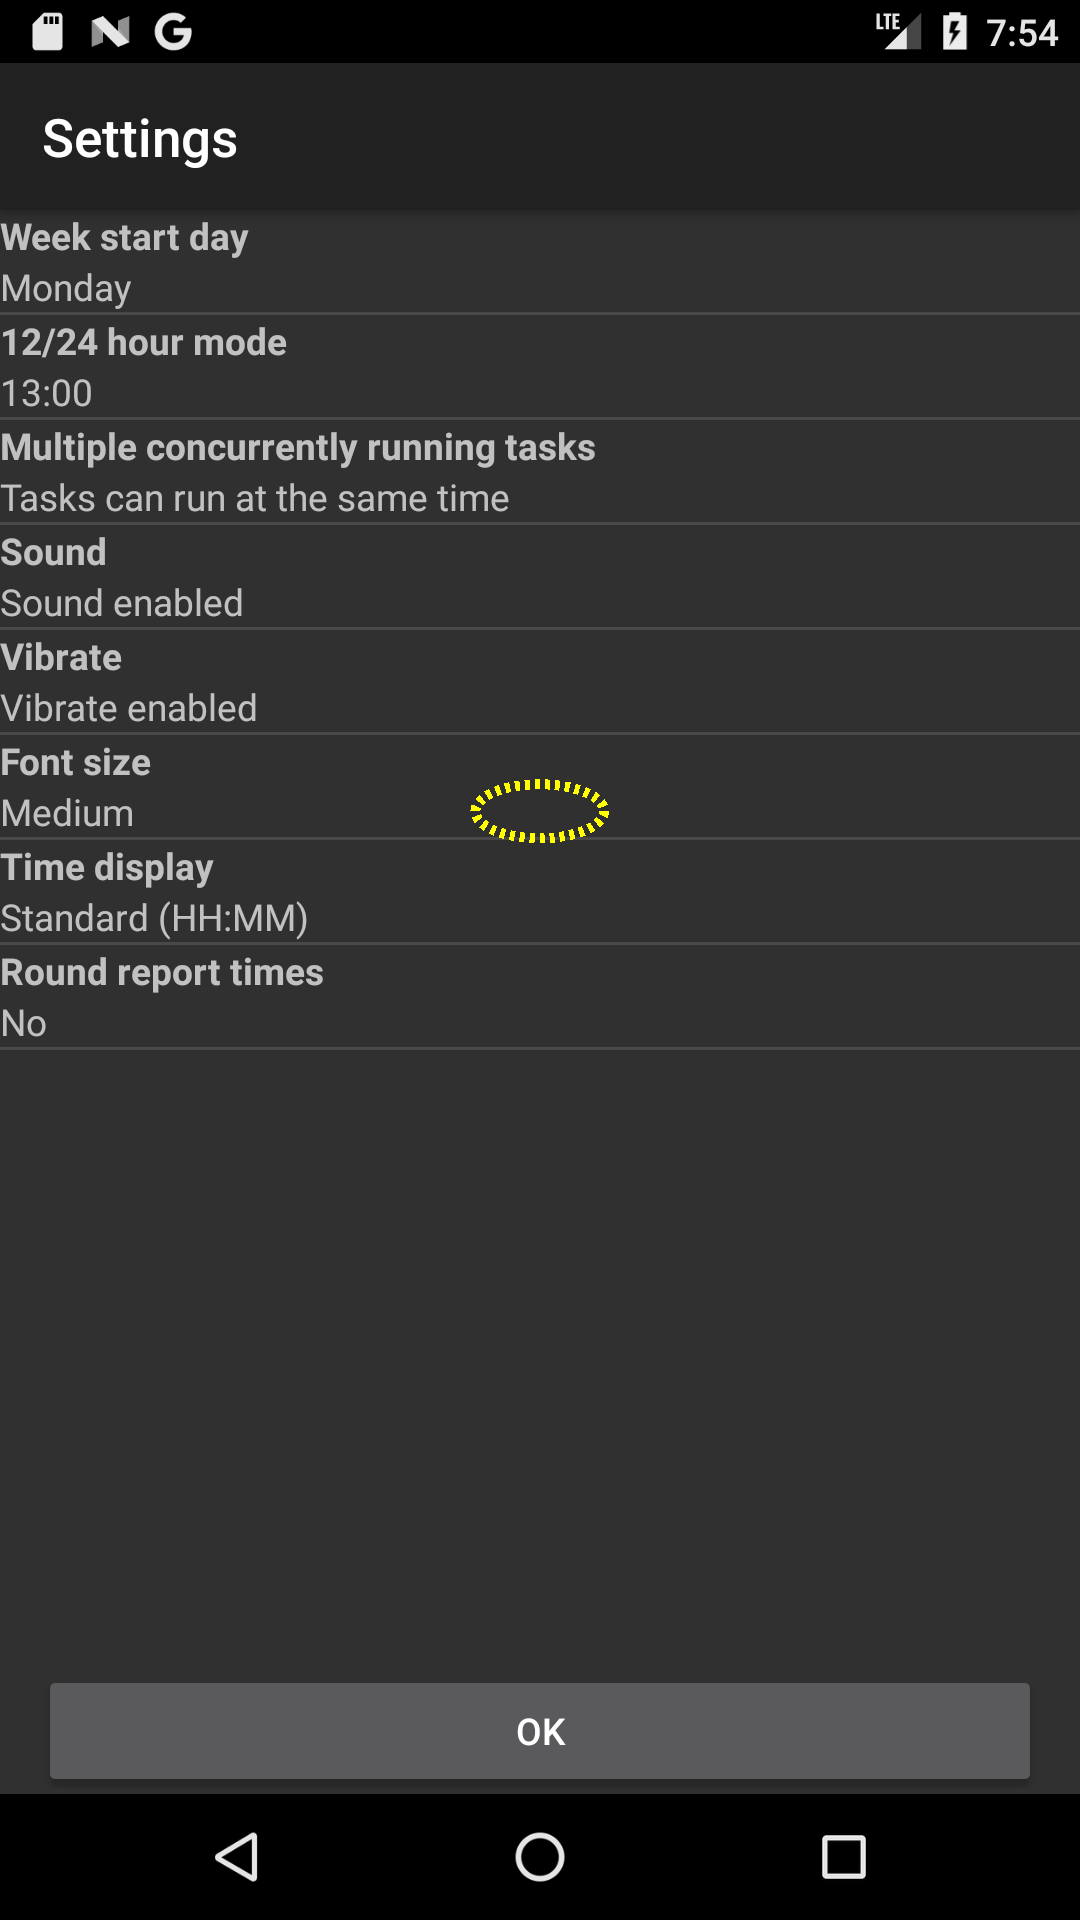 LTE 7:54
Settings
Week start day
Monday
12/24 hour mode
13:00
Multiple concurrently running tasks
Tasks can run at the same time
Sound
Sound enabled
Vibrate
Vibrate enabled
Font size
Medium
Time display
Standard (HH:MM)
Round report times
No
OK